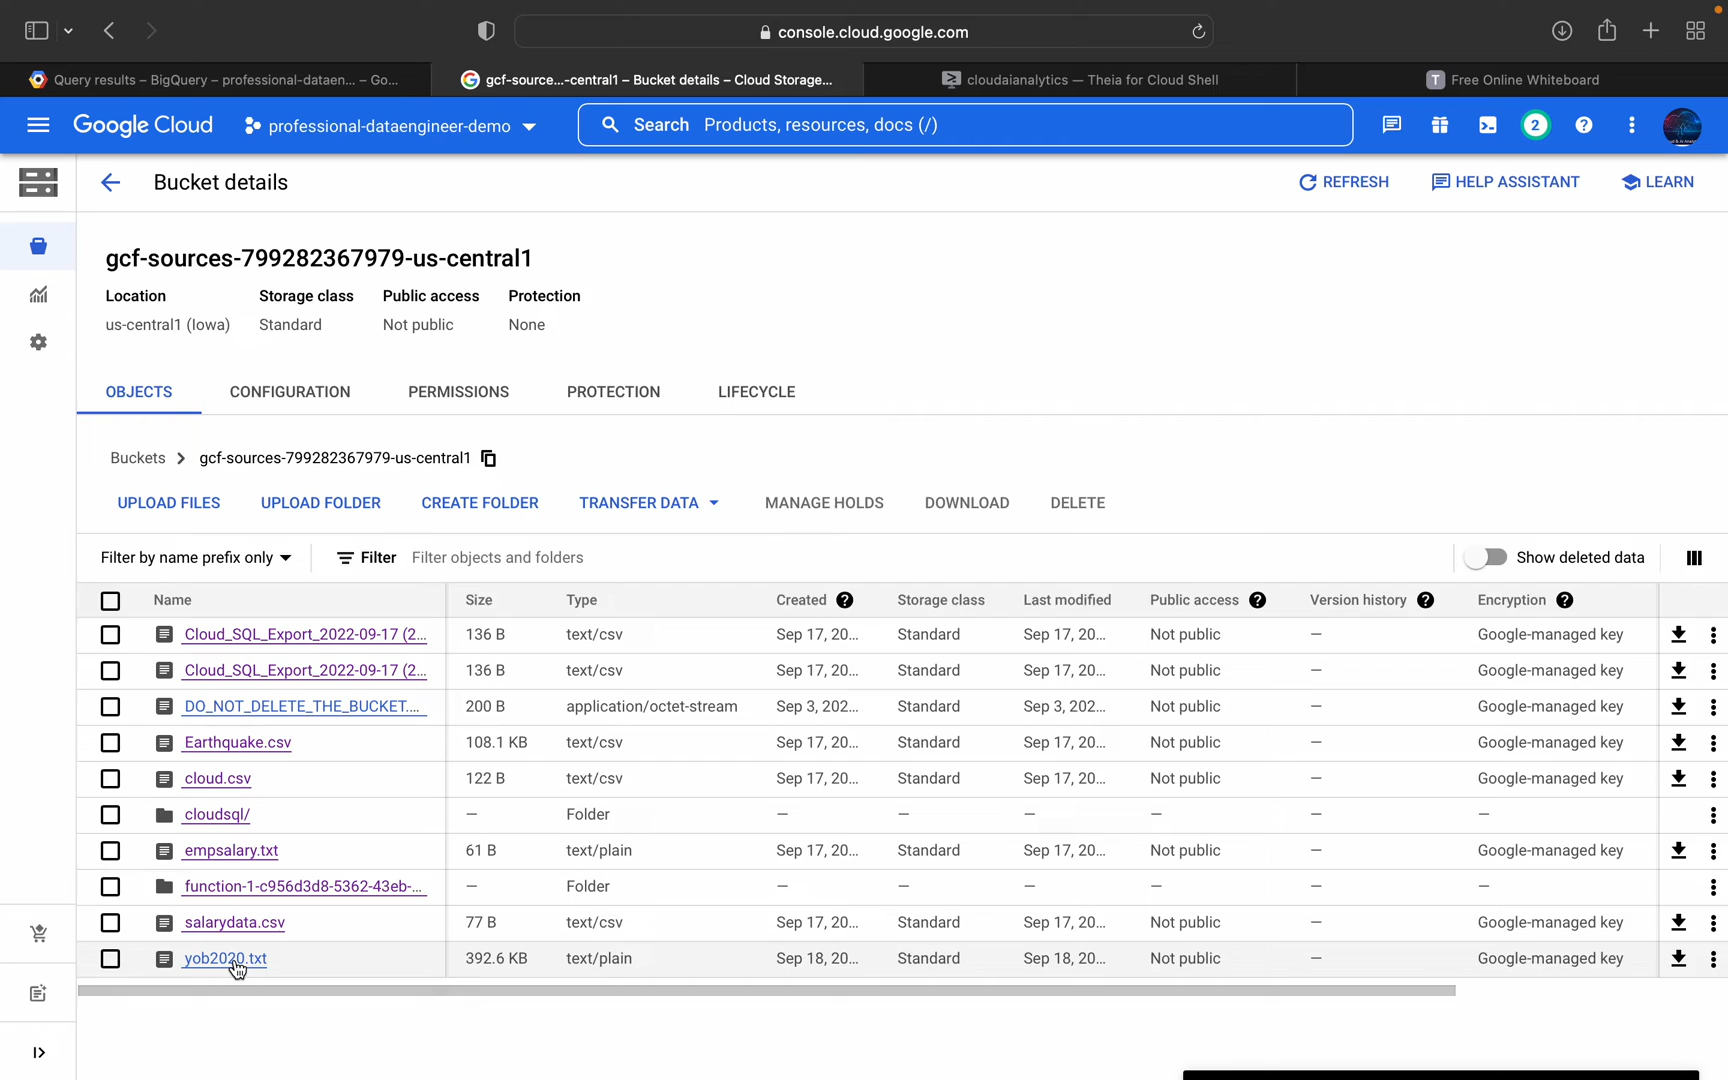 console.cloud.google.com
Query results – BigQuery – professional-dataen... – Go...
gcf-source...-central1 – Bucket details – Cloud Storage...
cloudaianalytics — Theia for Cloud Shell
T Free Online Whiteboard
Google Cloud
professional-dataengineer-demo
Search Products, resources, docs (/)
2
Bucket details
REFRESH
HELP ASSISTANT
LEARN
gcf-sources-799282367979-us-central1
Location Storage class Public access Protection
us-central1 (Iowa) Standard Not public None
OBJECTS CONFIGURATION PERMISSIONS PROTECTION LIFECYCLE
Buckets > gcf-sources-799282367979-us-central1
UPLOAD FILES UPLOAD FOLDER CREATE FOLDER TRANSFER DATA MANAGE HOLDS DOWNLOAD DELETE
Filter by name prefix only Filter Filter objects and folders Show deleted data
Name Size Type Created Storage class Last modified Public access Version history Encryption
Cloud_SQL_Export_2022-09-17 (2... 136 B text/csv Sep 17, 20... Standard Sep 17, 20... Not public — Google-managed key
Cloud_SQL_Export_2022-09-17 (2... 136 B text/csv Sep 17, 20... Standard Sep 17, 20... Not public — Google-managed key
DO_NOT_DELETE_THE_BUCKET.... 200 B application/octet-stream Sep 3, 202... Standard Sep 3, 202... Not public — Google-managed key
Earthquake.csv 108.1 KB text/csv Sep 17, 20... Standard Sep 17, 20... Not public — Google-managed key
cloud.csv 122 B text/csv Sep 17, 20... Standard Sep 17, 20... Not public — Google-managed key
cloudsql/ — Folder — — — — — —
empsalary.txt 61 B text/plain Sep 17, 20... Standard Sep 17, 20... Not public — Google-managed key
function-1-c956d3d8-5362-43eb-... — Folder — — — — — —
salarydata.csv 77 B text/csv Sep 17, 20... Standard Sep 17, 20... Not public — Google-managed key
yob2020.txt 392.6 KB text/plain Sep 18, 20... Standard Sep 18, 20... Not public — Google-managed key